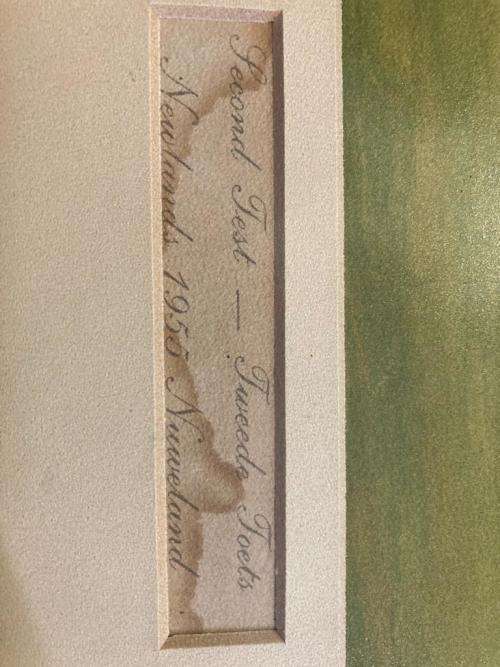 Second Test — Tweede Toets
Newlands 1955 Nuweland